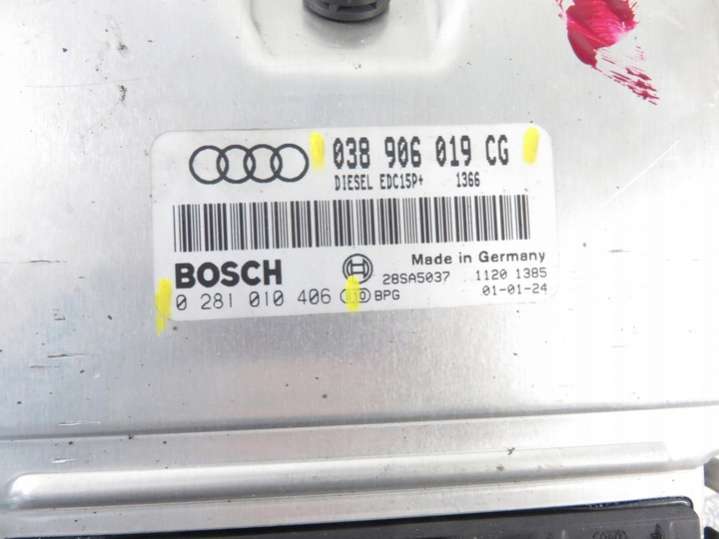 038 906 019 CG
DIESEL EDC15P+ 1366
Made in Germany
BOSCH
28SA5037 1120 1385
0 281 010 406 BPG 01-01-24